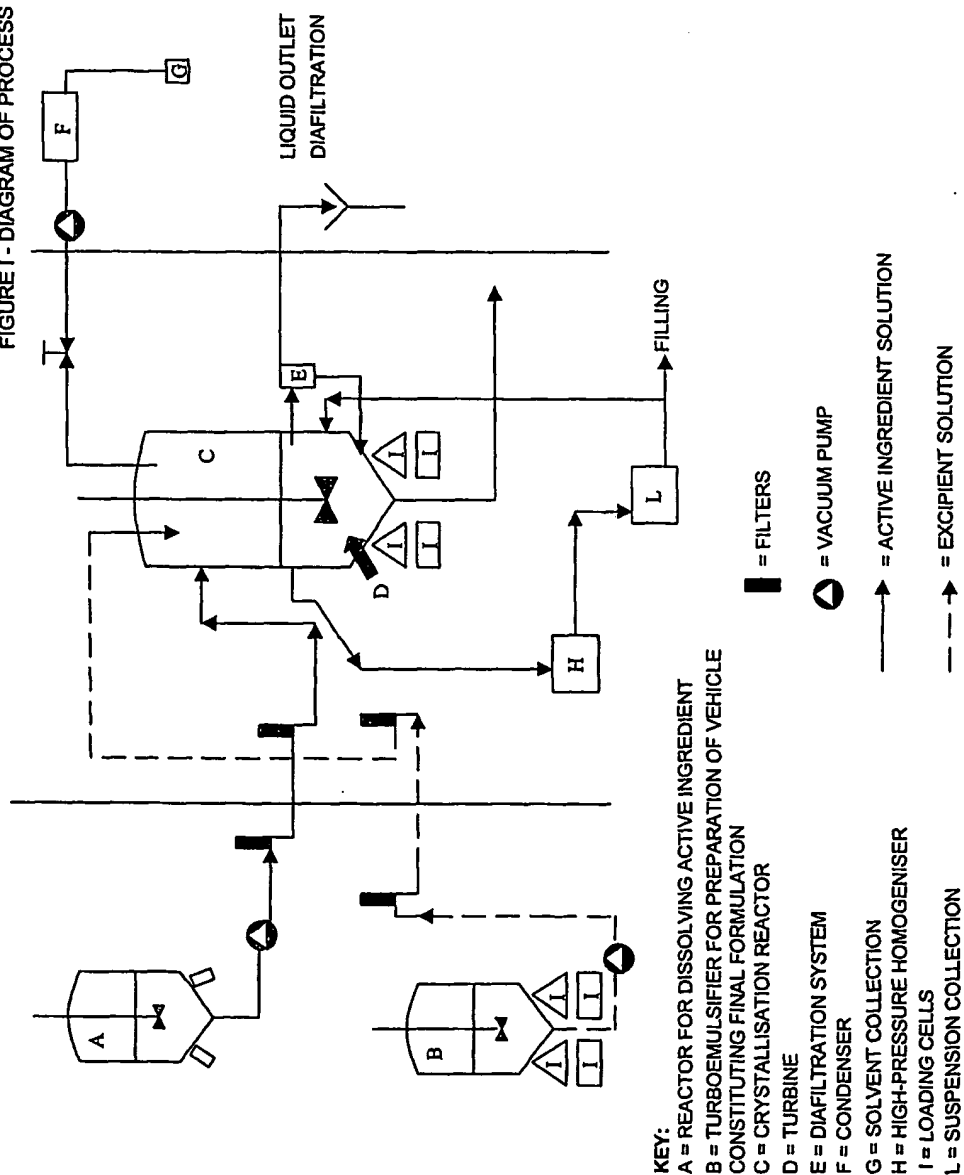 FIGURE I - DIAGRAM OF PROCESS
A
B
I
I
I
I
C
D
I
I
I
I
E
F
G
H
L
LIQUID OUTLET
DIAFILTRATION
FILLING
KEY:
A = REACTOR FOR DISSOLVING ACTIVE INGREDIENT
B = TURBOEMULSIFIER FOR PREPARATION OF VEHICLE
CONSTITUTING FINAL FORMULATION
C = CRYSTALLISATION REACTOR
D = TURBINE
E = DIAFILTRATION SYSTEM
F = CONDENSER
G = SOLVENT COLLECTION
H = HIGH-PRESSURE HOMOGENISER
I = LOADING CELLS
L = SUSPENSION COLLECTION
= FILTERS
= VACUUM PUMP
= ACTIVE INGREDIENT SOLUTION
= EXCIPIENT SOLUTION